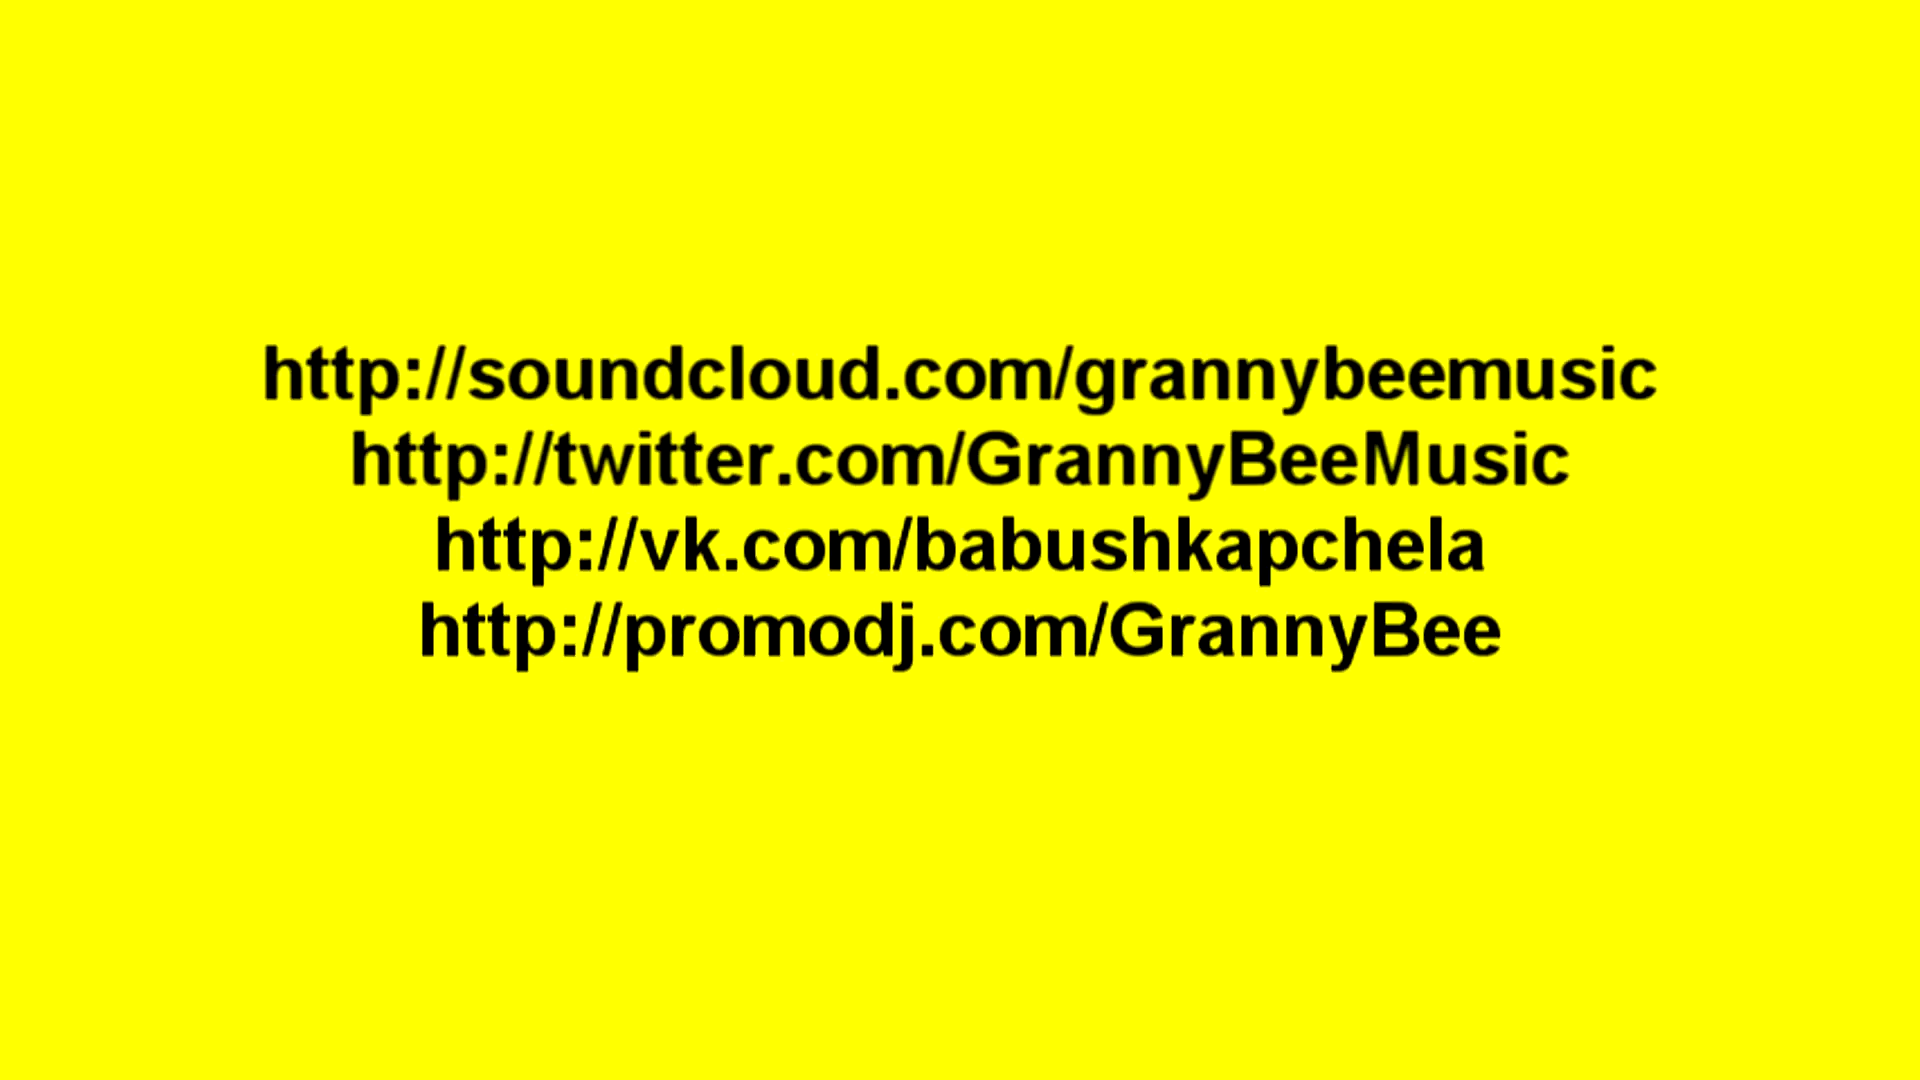 http://soundcloud.com/grannybeemusic
http://twitter.com/GrannyBeeMusic
http://vk.com/babushkapchela
http://promodj.com/GrannyBee